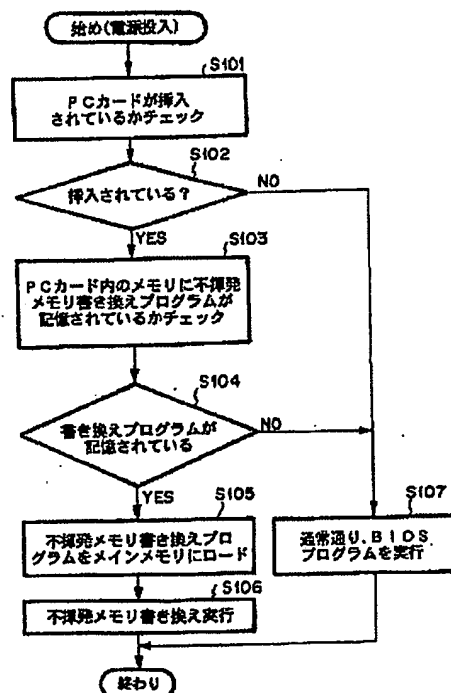 始め(電源投入)
S101
PCカードが挿入
されているかチェック
S102
挿入されている?
NO
YES
S103
PCカード内のメモリに不揮発
メモリ書き換えプログラムが
記憶されているかチェック
S104
書き換えプログラムが
記憶されている
NO
YES
S105
不揮発メモリ書き換えプロ
グラムをメインメモリにロード
S106
不揮発メモリ書き換え実行
S107
通常通り、BIOS
プログラムを実行
終わり